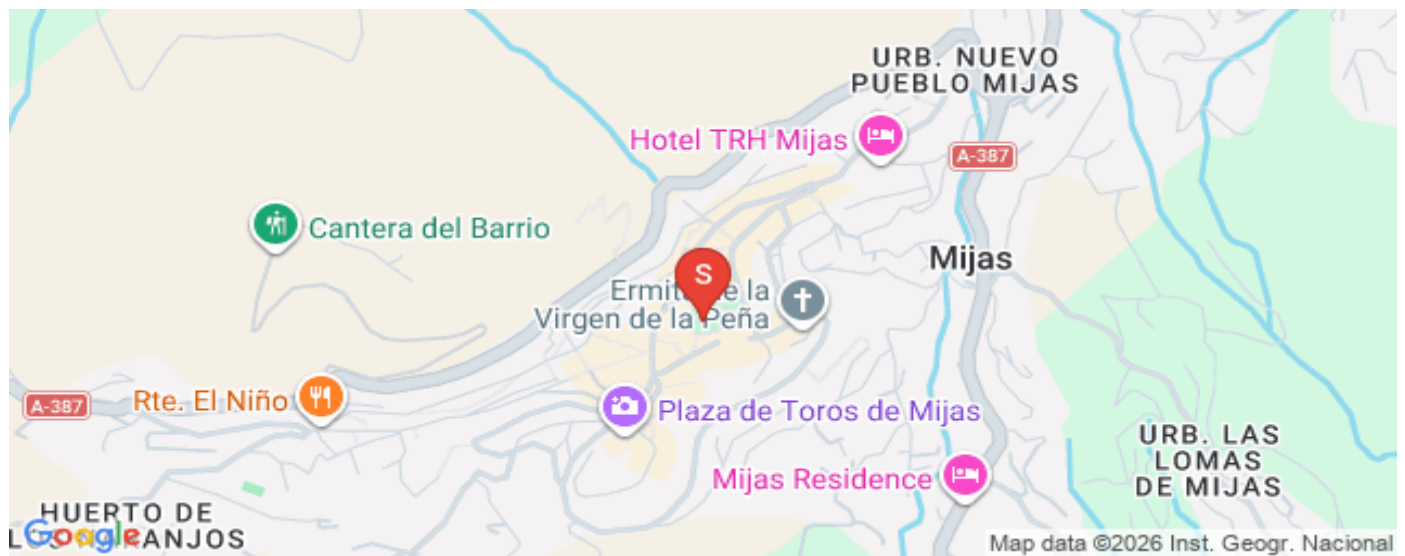 URB. NUEVO
PUEBLO MIJAS
Hotel TRH Mijas
A-387
Cantera del Barrio
Mijas
S
Ermit de la
Virgen de la Peña
A-387
Rte. El Niño
Plaza de Toros de Mijas
URB. LAS
LOMAS
DE MIJAS
Mijas Residence
HUERTO DE
ANJOS
Google
Map data ©2026 Inst. Geogr. Nacional